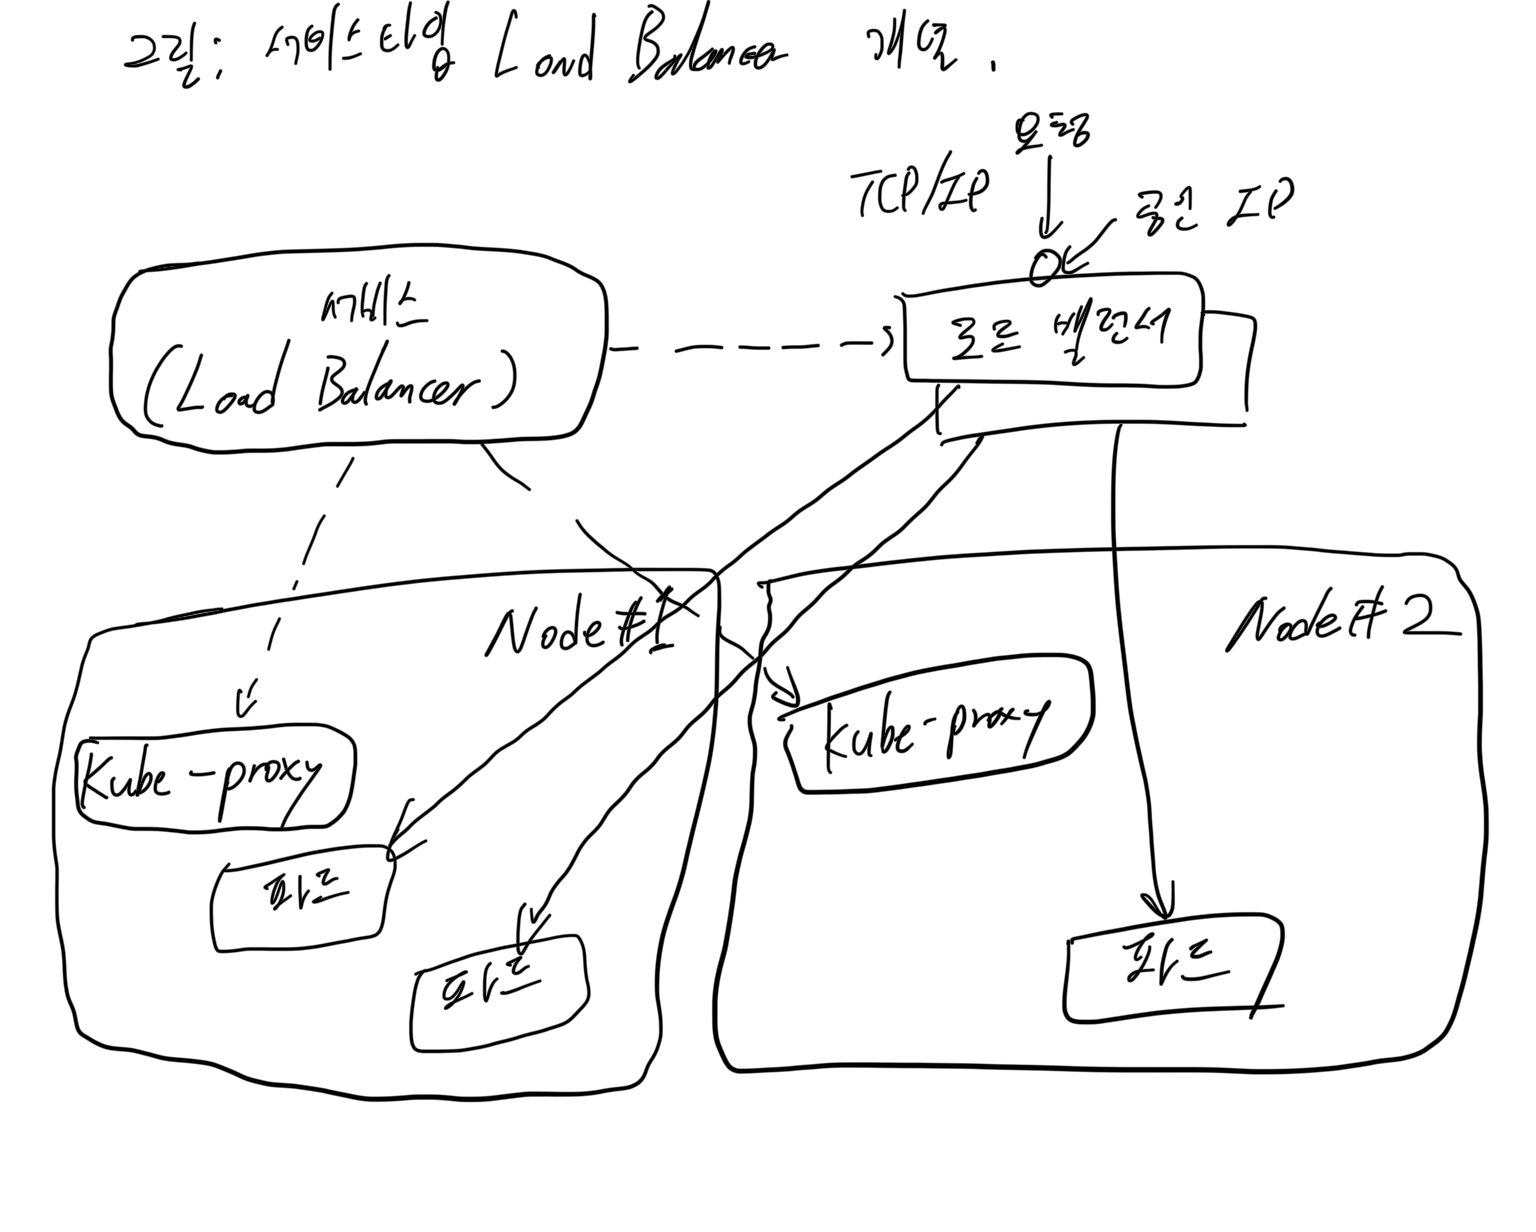 그림: 서비스타입 Load Balancer 개념.
요청
TCP/IP
공인 IP
서비스
(Load Balancer)
로드 밸런서
Node #1
Node # 2
Kube-proxy
kube-proxy
파드
파드
파드